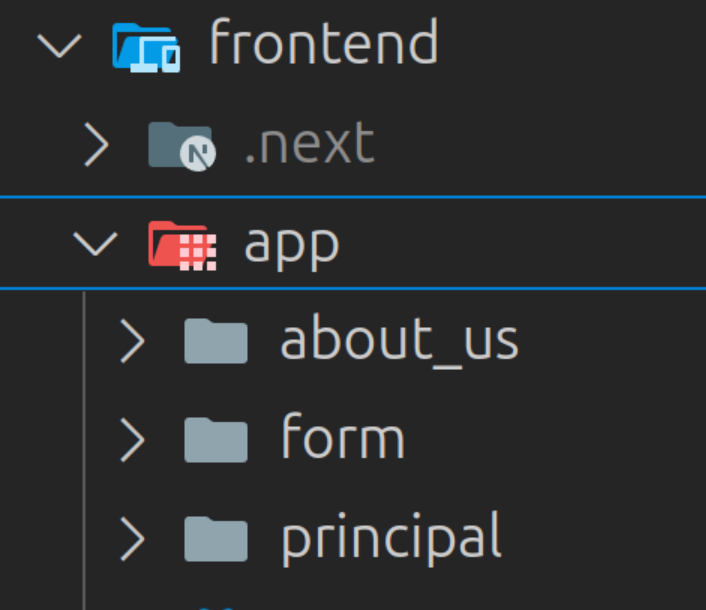 frontend
.next
app
about_us
form
principal